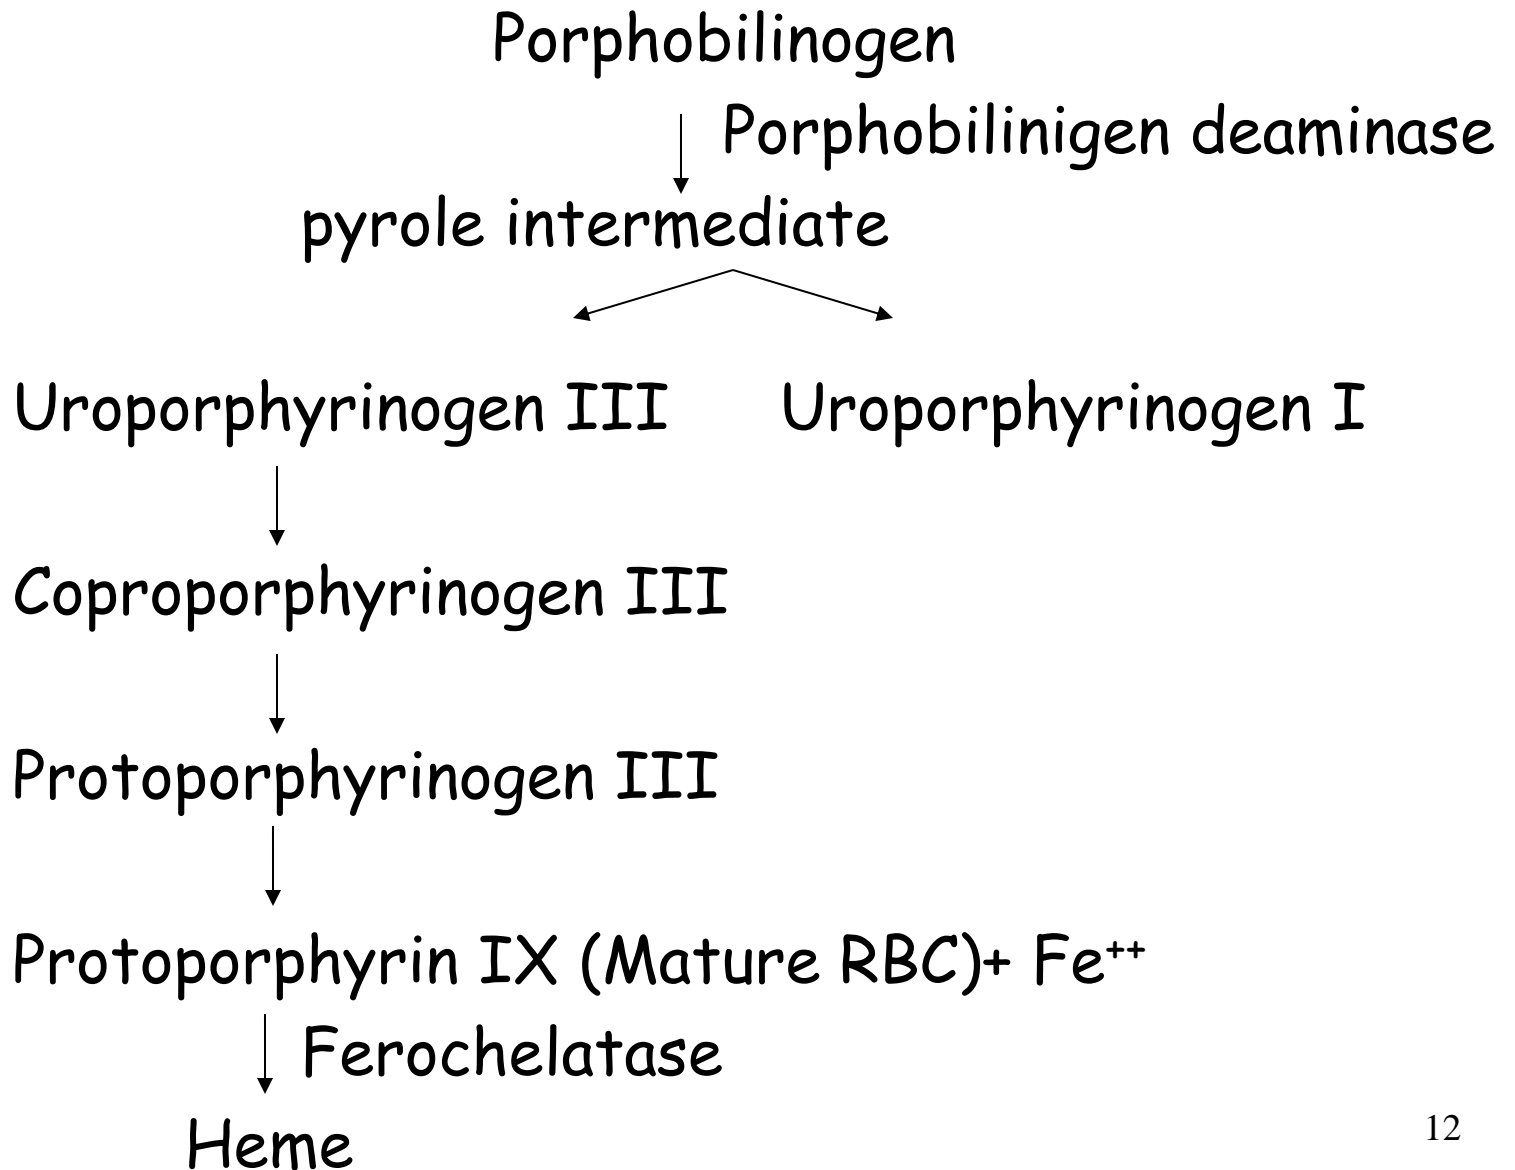 Porphobilinogen
Porphobilinigen deaminase
pyrole intermediate
Uroporphyrinogen III Uroporphyrinogen I
Coproporphyrinogen III
Protoporphyrinogen III
Protoporphyrin IX (Mature RBC)+ Fe⁺⁺
Ferochelatase
Heme
12